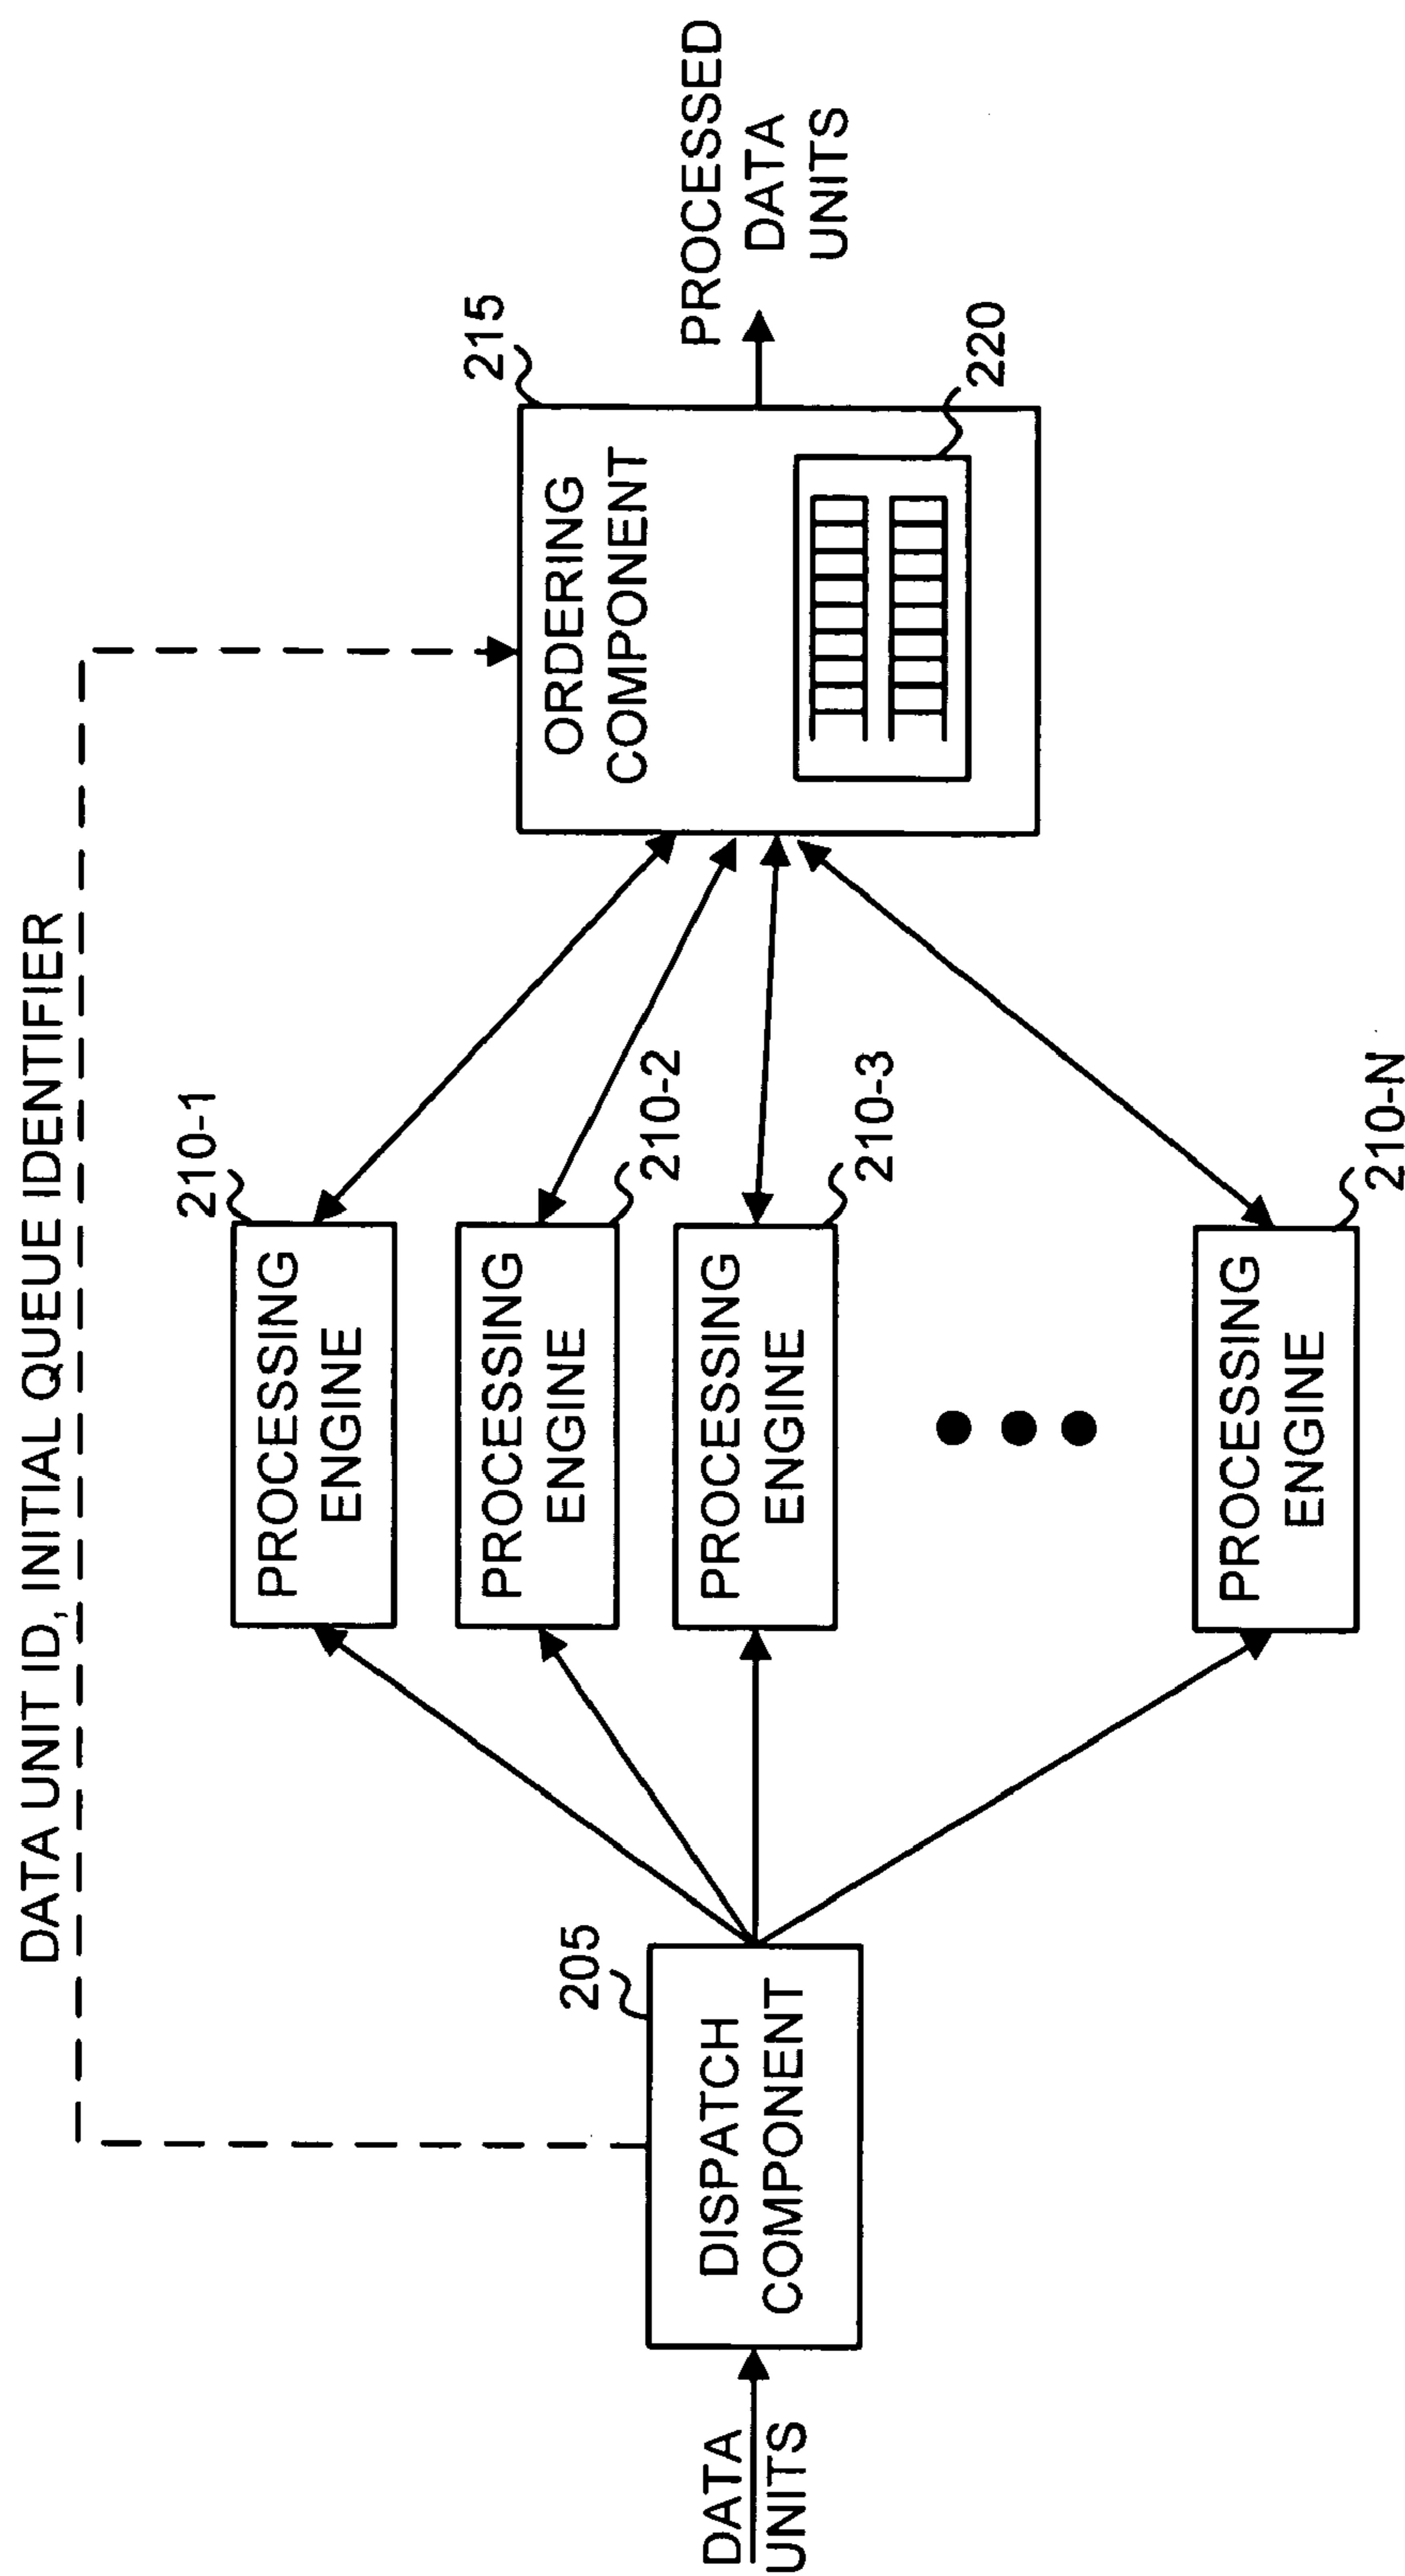 DATA UNIT ID, INITIAL QUEUE IDENTIFIER
DATA
UNITS
205
DISPATCH
COMPONENT
210-1
PROCESSING
ENGINE
210-2
PROCESSING
ENGINE
210-3
PROCESSING
ENGINE
210-N
PROCESSING
ENGINE
215
ORDERING
COMPONENT
220
PROCESSED
DATA
UNITS